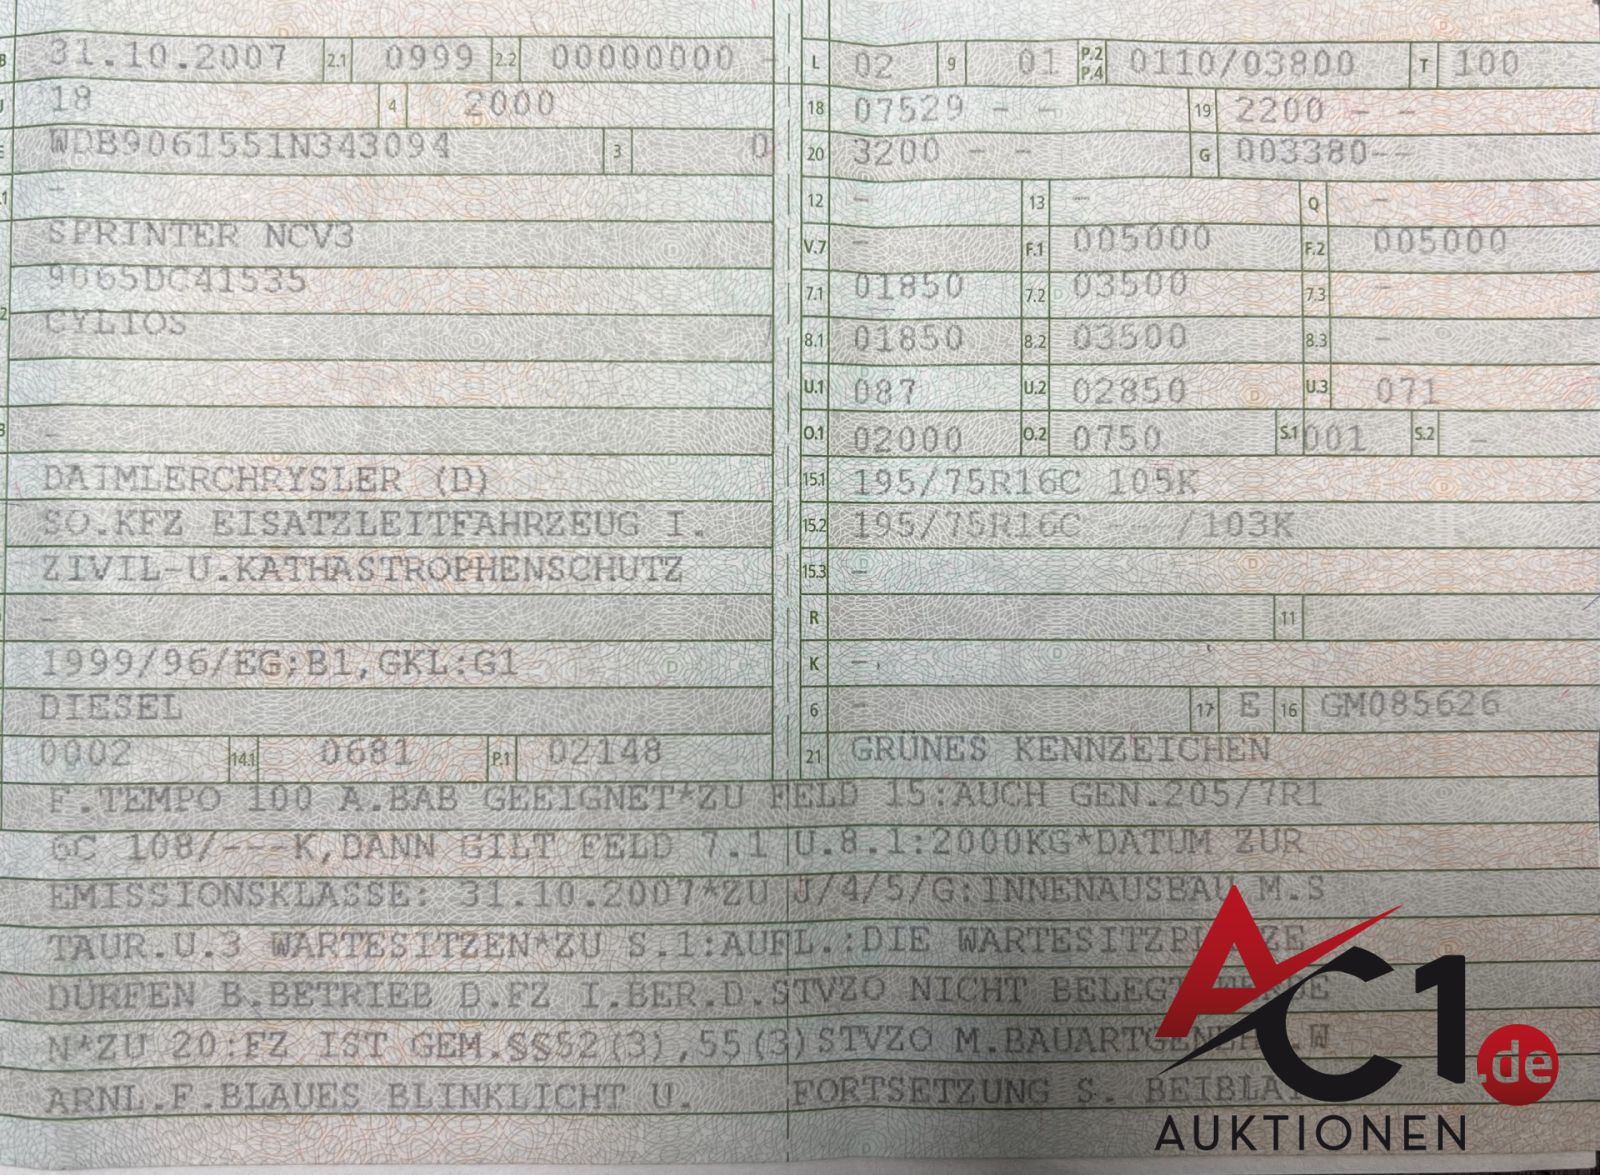 B 31.10.2007 2.1 0999 2.2 00000000 -
J 18 4 2000
E WDB9061551N343094 3 0
.1 -
SPRINTER NCV3
9065DC41535
2 CYLIOS /
3 -
DAIMLERCHRYSLER (D)
SO.KFZ EISATZLEITFAHRZEUG I.
ZIVIL-U.KATHASTROPHENSCHUTZ
-
1999/96/EG;B1,GKL:G1
DIESEL
0002 14.1 0681 P.1 02148
L 02 9 01 P.2 P.4 0110/03800 T 100
18 07529 - - 19 2200 - -
20 3200 - - G 003380--
12 - 13 -- Q -
V.7 - F.1 005000 F.2 005000
7.1 01850 7.2 03500 7.3 -
8.1 01850 8.2 03500 8.3 -
U.1 087 U.2 02850 U.3 071
O.1 02000 O.2 0750 S.1 001 S.2 -
15.1 195/75R16C 105K
15.2 195/75R16C -- /103K
15.3 -
R 11
K -
6 - 17 E 16 GM085626
21 GRÜNES KENNZEICHEN
F.TEMPO 100 A.BAB GEEIGNET*ZU FELD 15:AUCH GEN.205/7R1
6C 108/---K,DANN GILT FELD 7.1 U.8.1:2000KG*DATUM ZUR
EMISSIONSKLASSE: 31.10.2007*ZU J/4/5/G:INNENAUSBAU M.S
TAUR.U.3 WARTESITZEN*ZU S.1:AUFL.:DIE
DÜRFEN B.BETRIEB D.FZ I.BER.D.STVZO NICHT
N*ZU 20:FZ IST GEM.§§52(3),55(3)STVZO
ARNL.F.BLAUES BLINKLICHT U. FORTSETZUNG S.
AC1.de
AUKTIONEN